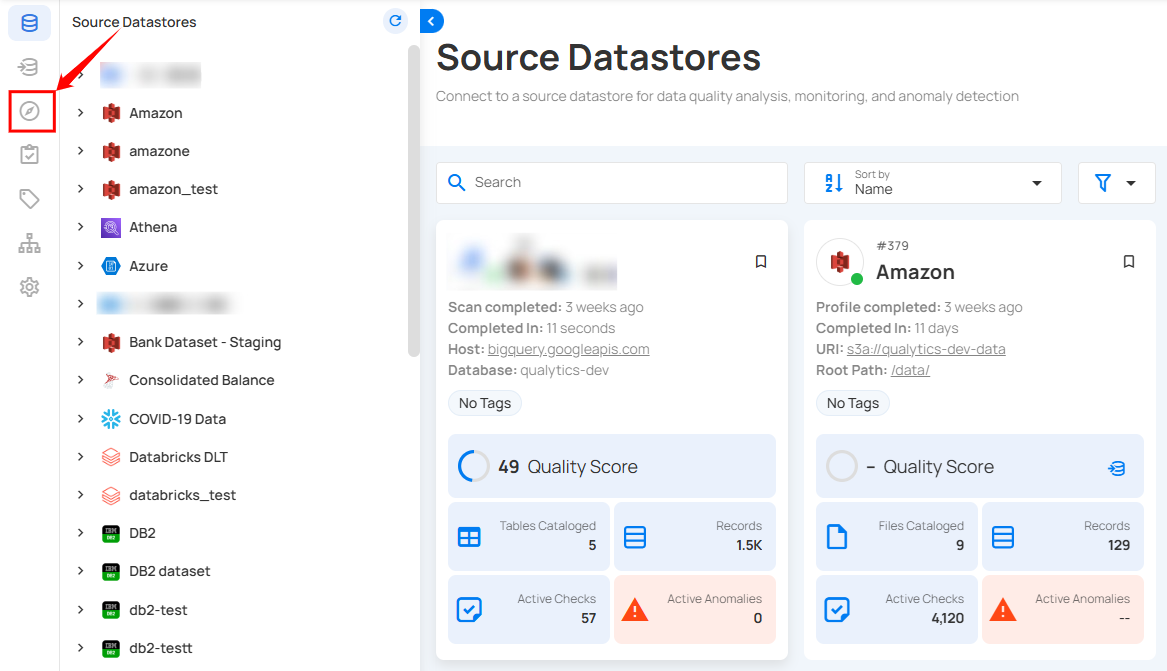 Source Datastores
Amazon
amazone
amazon_test
Athena
Azure
Bank Dataset - Staging
Consolidated Balance
COVID-19 Data
Databricks DLT
databricks_test
DB2
DB2 dataset
db2-test
db2-testt
Source Datastores
Connect to a source datastore for data quality analysis, monitoring, and anomaly detection
Search
Sort by
Name
Scan completed: 3 weeks ago
Completed In: 11 seconds
Host: bigquery.googleapis.com
Database: qualytics-dev
No Tags
49 Quality Score
Tables Cataloged
5
Records
1.5K
Active Checks
57
Active Anomalies
0
#379
Amazon
Profile completed: 3 weeks ago
Completed In: 11 days
URI: s3a://qualytics-dev-data
Root Path: /data/
No Tags
– Quality Score
Files Cataloged
9
Records
129
Active Checks
4,120
Active Anomalies
--